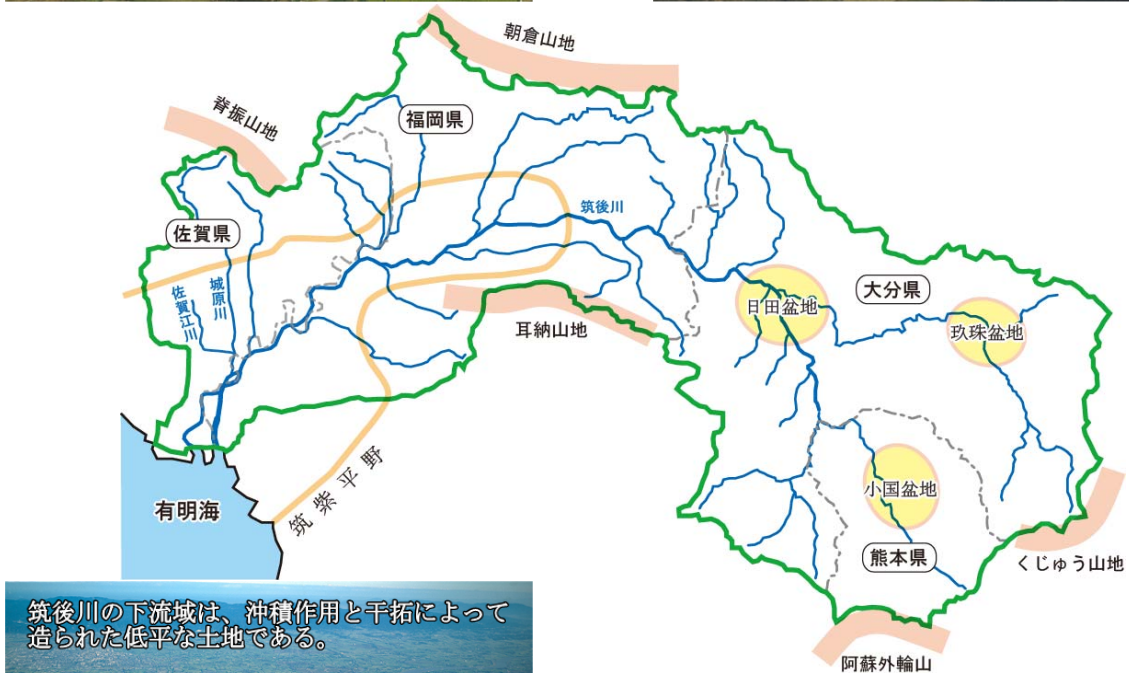 朝倉山地
脊振山地
福岡県
佐賀県
筑後川
城原川
佐賀江川
日田盆地
大分県
玖珠盆地
耳納山地
筑紫平野
有明海
小国盆地
熊本県
くじゅう山地
阿蘇外輪山
筑後川の下流域は、沖積作用と干拓によって
造られた低平な土地である。